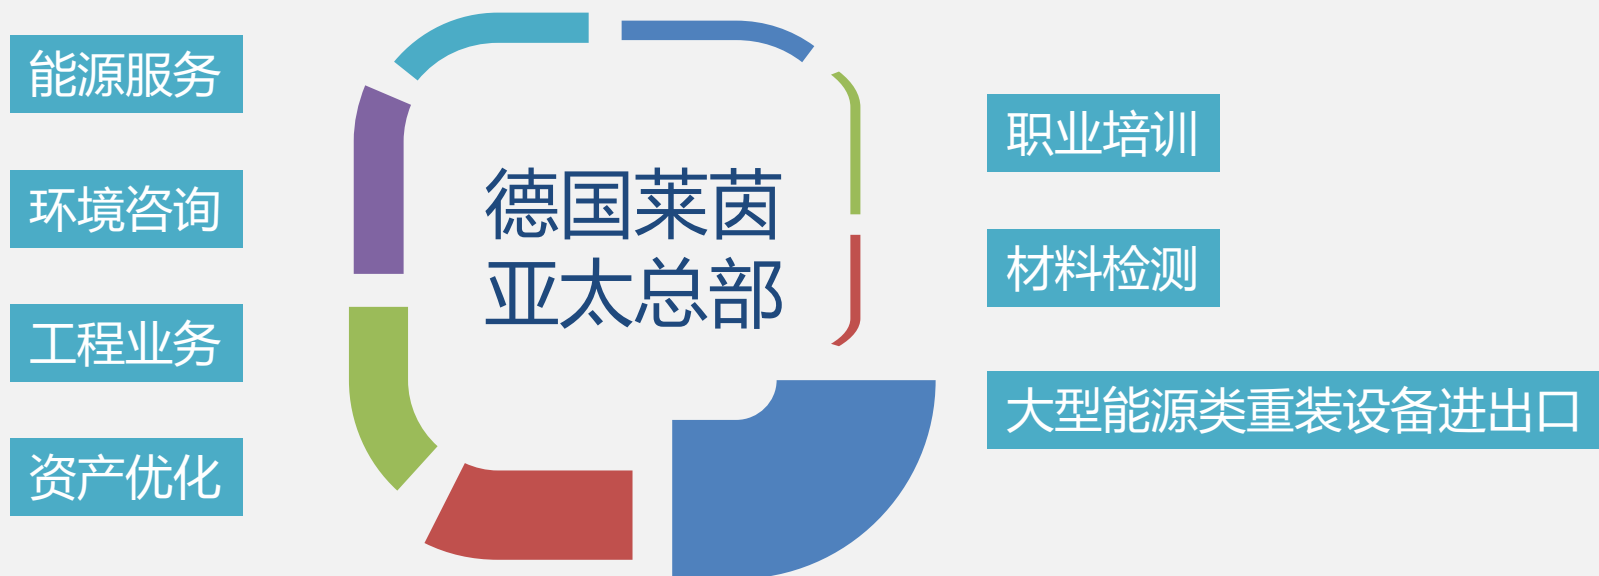 能源服务
环境咨询
工程业务
资产优化
德国莱茵
亚太总部
职业培训
材料检测
大型能源类重装设备进出口